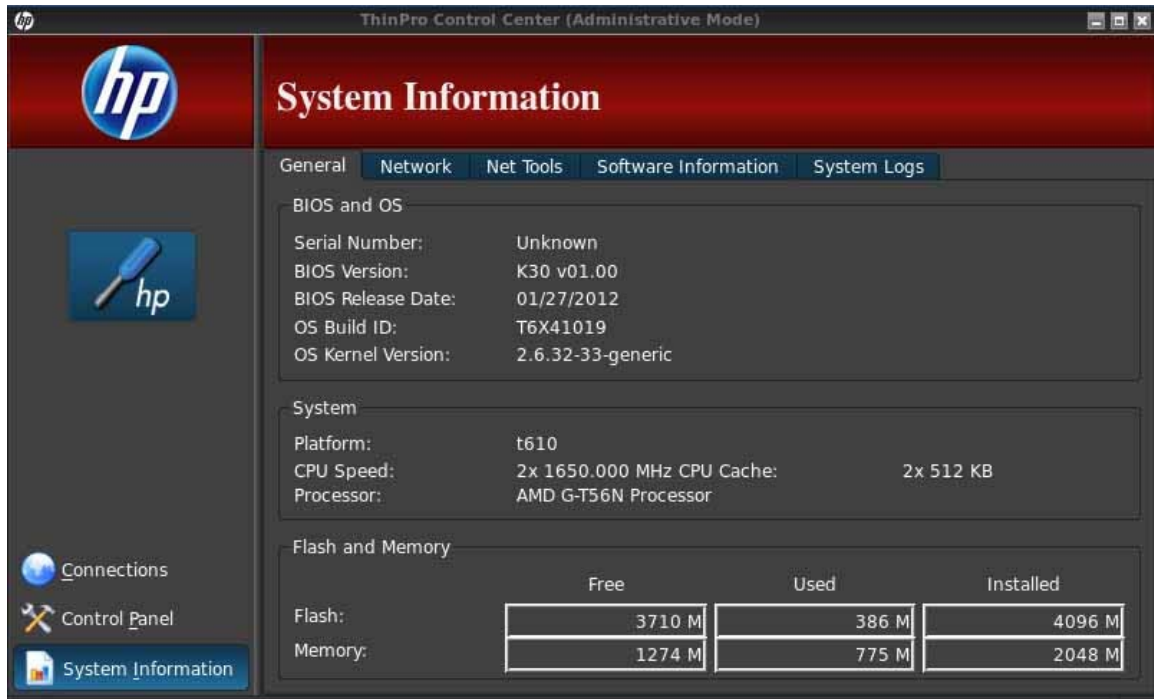 hp
ThinPro Control Center (Administrative Mode)
hp
System Information
General Network Net Tools Software Information System Logs
hp
BIOS and OS
Serial Number: Unknown
BIOS Version: K30 v01.00
BIOS Release Date: 01/27/2012
OS Build ID: T6X41019
OS Kernel Version: 2.6.32-33-generic
System
Platform: t610
CPU Speed: 2x 1650.000 MHz CPU Cache: 2x 512 KB
Processor: AMD G-T56N Processor
Flash and Memory
Free Used Installed
Flash: 3710 M 386 M 4096 M
Memory: 1274 M 775 M 2048 M
Connections
Control Panel
System Information